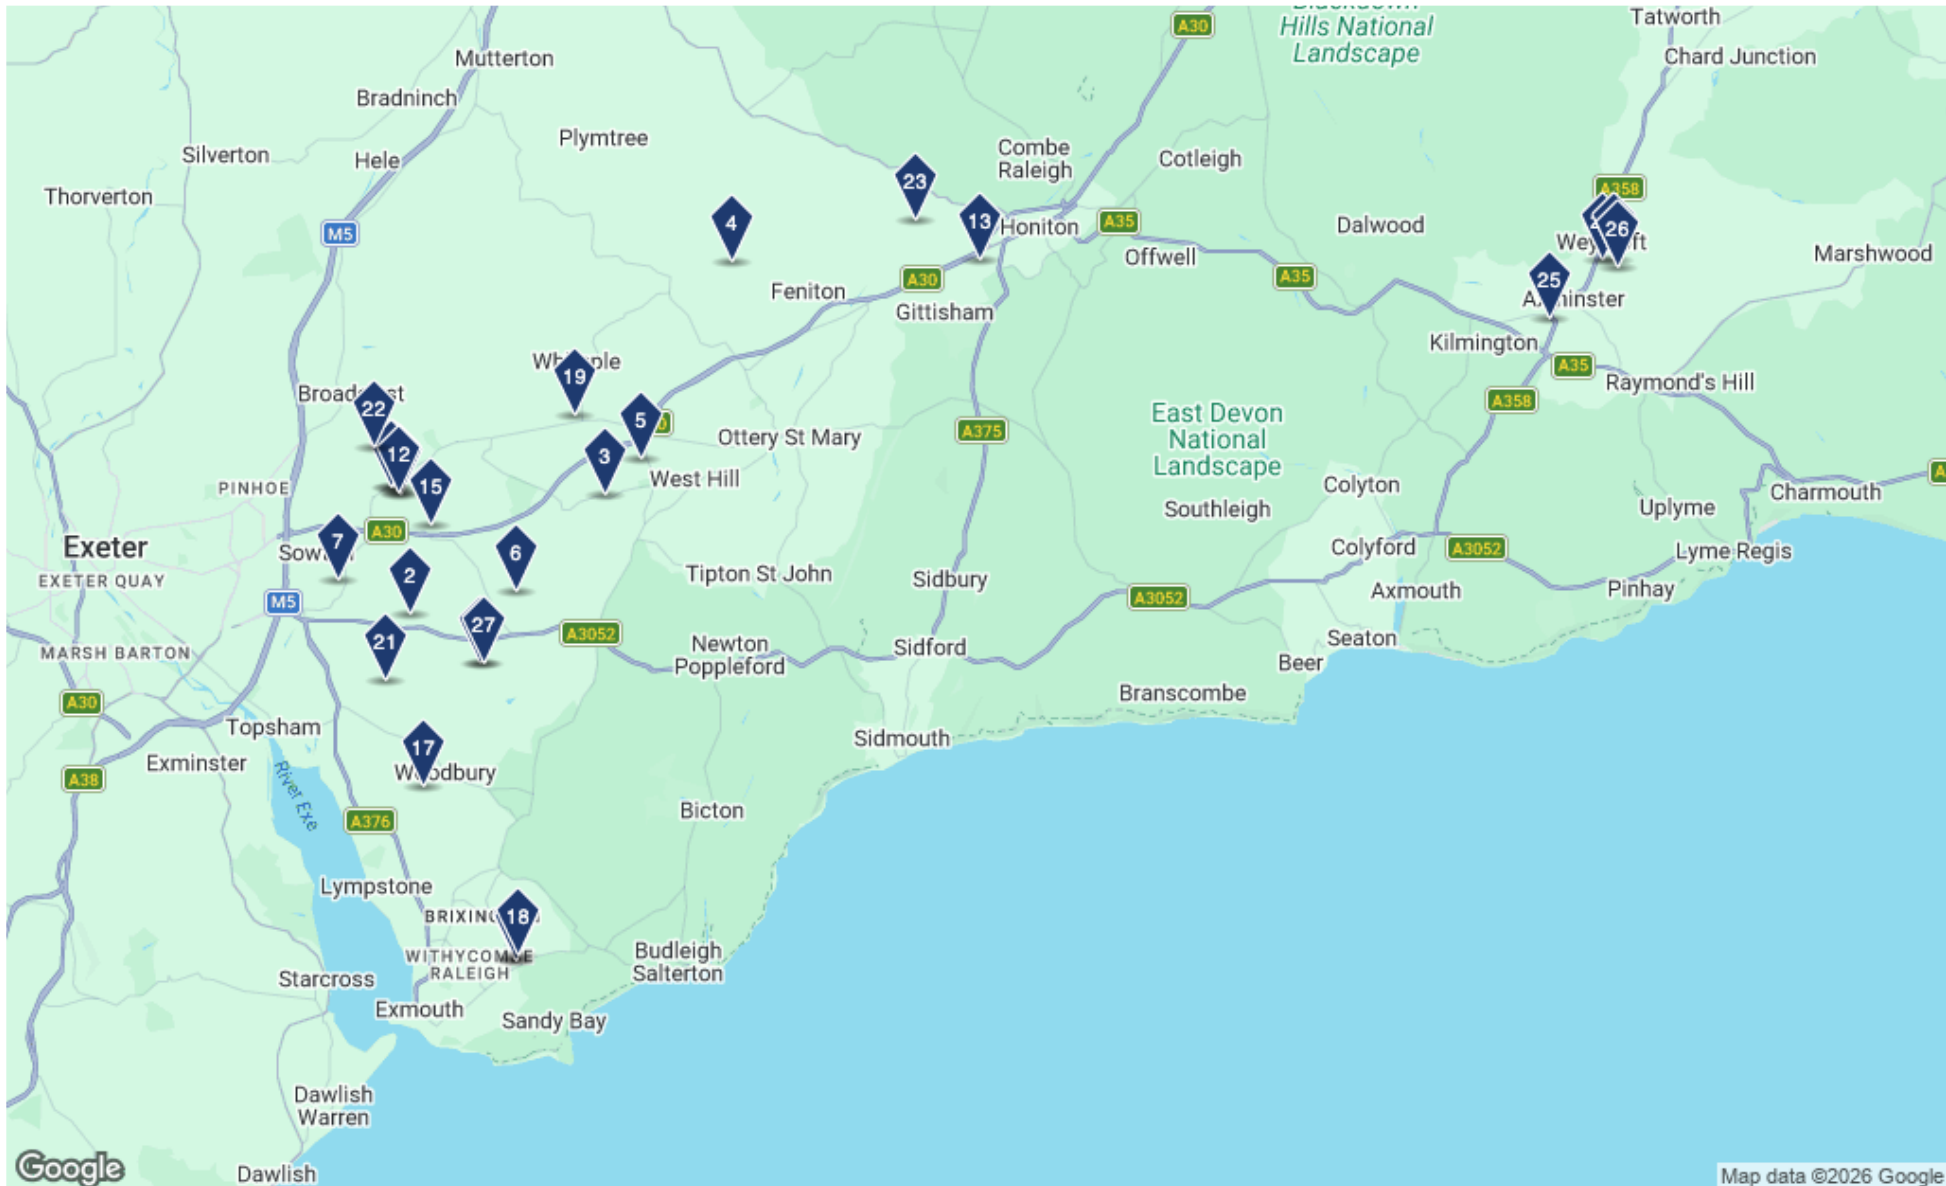 Blackdown
Hills National
Landscape
A30
Tatworth
Chard Junction
Mutterton
Bradninch
Plymtree
Combe
Raleigh
Cotleigh
Silverton
Hele
Thorverton
23
A358
4
13
Honiton
A35
Dalwood
26
M5
Offwell
Marshwood
Feniton
A30
A35
25
Gittisham
Kilmington
Whimple
19
A35
Raymond's Hill
22
5
A358
East Devon
National
Landscape
12
3
Ottery St Mary
A375
PINHOE
15
West Hill
Colyton
Charmouth
Southleigh
Uplyme
A30
7
Exeter
EXETER QUAY
6
2
Tipton St John
Sidbury
Colyford
A3052
Lyme Regis
M5
A3052
Axmouth
Pinhay
27
21
A3052
MARSH BARTON
Newton
Poppleford
Sidford
Seaton
Beer
A30
Branscombe
Topsham
Sidmouth
17
Woodbury
Exminster
A38
River Exe
A376
Bicton
Lympstone
18
WITHYCOMBE
RALEIGH
Budleigh
Salterton
Starcross
Exmouth
Sandy Bay
Dawlish
Warren
Google
Dawlish
Map data ©2026 Google